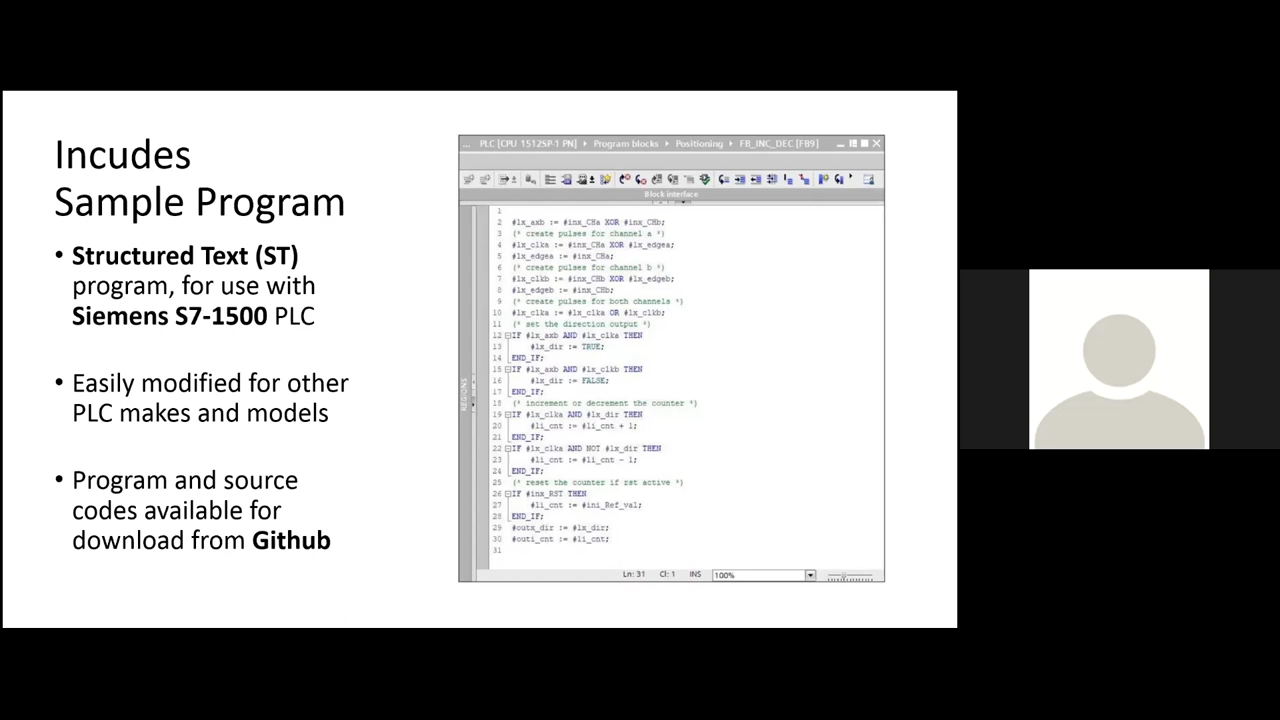 Incudes
Sample Program
• Structured Text (ST)
program, for use with
Siemens S7-1500 PLC
• Easily modified for other
PLC makes and models
• Program and source
codes available for
download from Github
... PLC [CPU 1512SP-1 PN] ▸ Program blocks ▸ Positioning ▸ FB_INC_DEC [FB9]
Block interface
REGIONS
1
2 #lx_axb := #inx_CHa XOR #inx_CHb;
3 (* create pulses for channel a *)
4 #lx_clka := #inx_CHa XOR #lx_edgea;
5 #lx_edgea := #inx_CHa;
6 (* create pulses for channel b *)
7 #lx_clkb := #inx_CHb XOR #lx_edgeb;
8 #lx_edgeb := #inx_CHb;
9 (* create pulses for both channels *)
10 #lx_clka := #lx_clka OR #lx_clkb;
11 (* set the direction output *)
12 IF #lx_axb AND #lx_clka THEN
13 #lx_dir := TRUE;
14 END_IF;
15 IF #lx_axb AND #lx_clkb THEN
16 #lx_dir := FALSE;
17 END_IF;
18 (* increment or decrement the counter *)
19 IF #lx_clka AND #lx_dir THEN
20 #li_cnt := #li_cnt + 1;
21 END_IF;
22 IF #lx_clka AND NOT #lx_dir THEN
23 #li_cnt := #li_cnt - 1;
24 END_IF;
25 (* reset the counter if rst active *)
26 IF #inx_RST THEN
27 #li_cnt := #ini_Ref_val;
28 END_IF;
29 #outx_dir := #lx_dir;
30 #outi_cnt := #li_cnt;
31
Ln: 31 Cl: 1 INS 100%